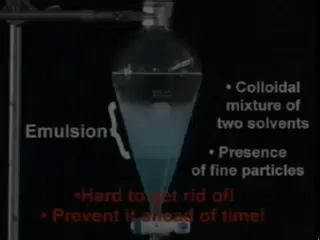 • Colloidal
mixture of
two solvents
Emulsion
• Presence
of fine particles
•Hard to get rid of!
• Prevent it ahead of time!